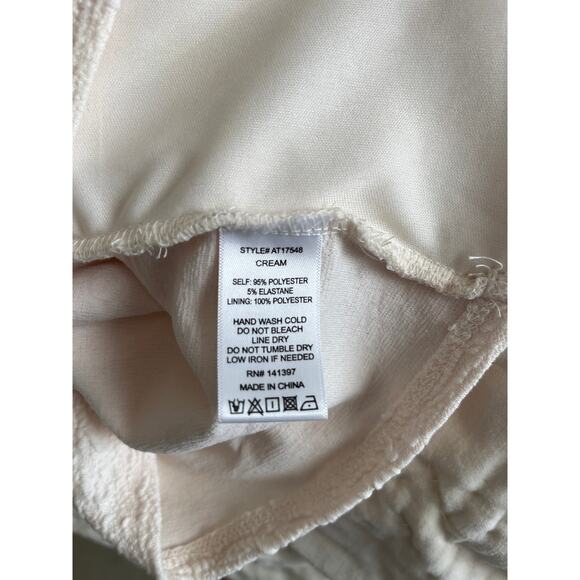 STYLE# AT17548
CREAM
SELF: 95% POLYESTER
5% ELASTANE
LINING: 100% POLYESTER
HAND WASH COLD
DO NOT BLEACH
LINE DRY
DO NOT TUMBLE DRY
LOW IRON IF NEEDED
RN# 141397
MADE IN CHINA